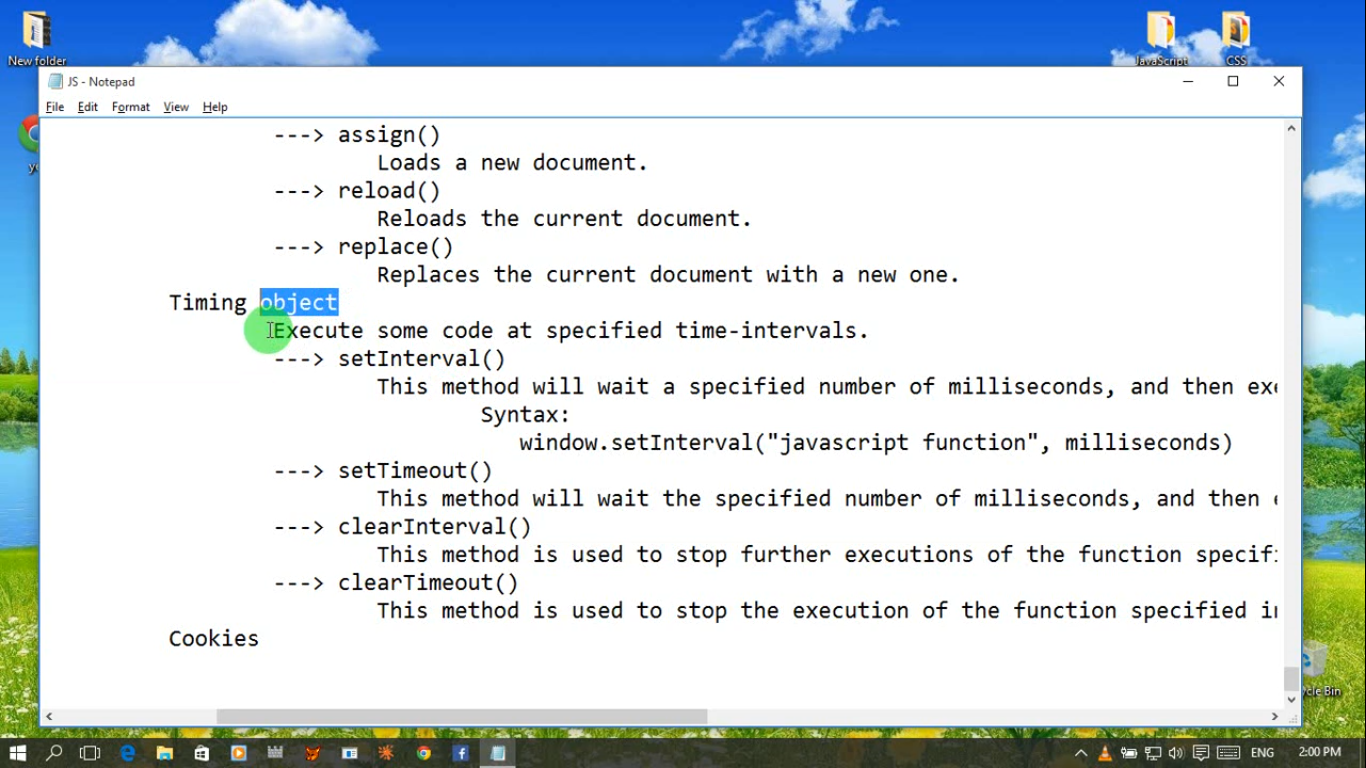 New folder
JavaScript
CSS
JS - Notepad
File Edit Format View Help
---> assign()
Loads a new document.
---> reload()
Reloads the current document.
---> replace()
Replaces the current document with a new one.
Timing object
Execute some code at specified time-intervals.
---> setInterval()
This method will wait a specified number of milliseconds, and then exe
Syntax:
window.setInterval("javascript function", milliseconds)
---> setTimeout()
This method will wait the specified number of milliseconds, and then
---> clearInterval()
This method is used to stop further executions of the function specif
---> clearTimeout()
This method is used to stop the execution of the function specified in
Cookies
ycle Bin
ENG 2:00 PM